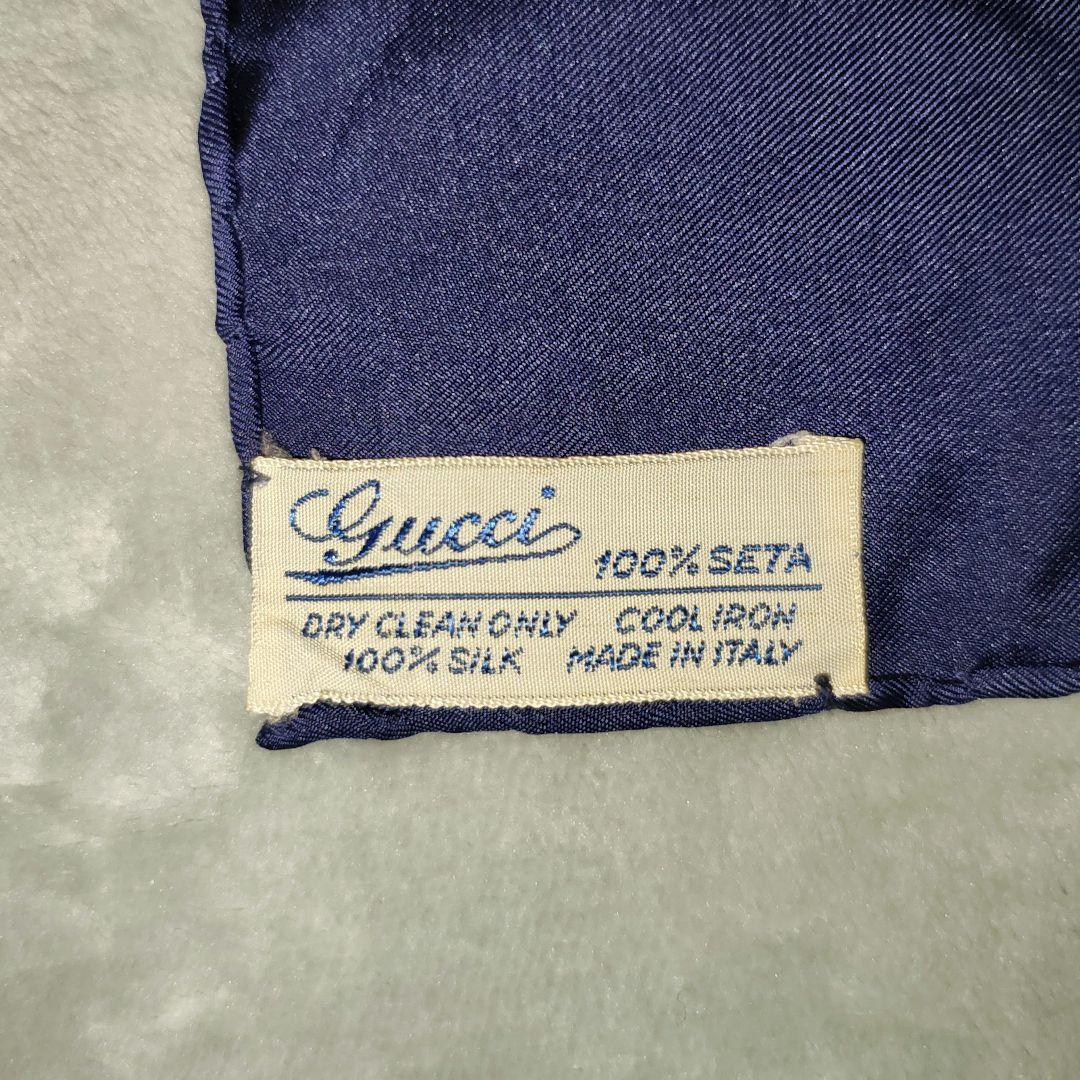 Gucci 100% SETA
DRY CLEAN ONLY COOL IRON
100% SILK MADE IN ITALY